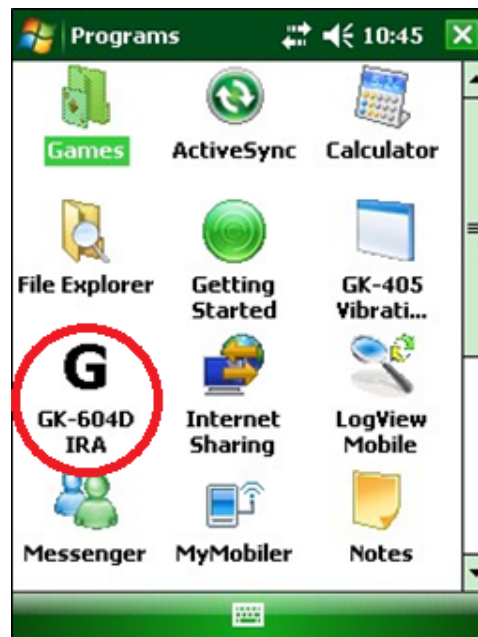 Programs 10:45
Games ActiveSync Calculator
File Explorer Getting Started GK-405 Vibrati...
G
GK-604D IRA Internet Sharing LogView Mobile
Messenger MyMobiler Notes